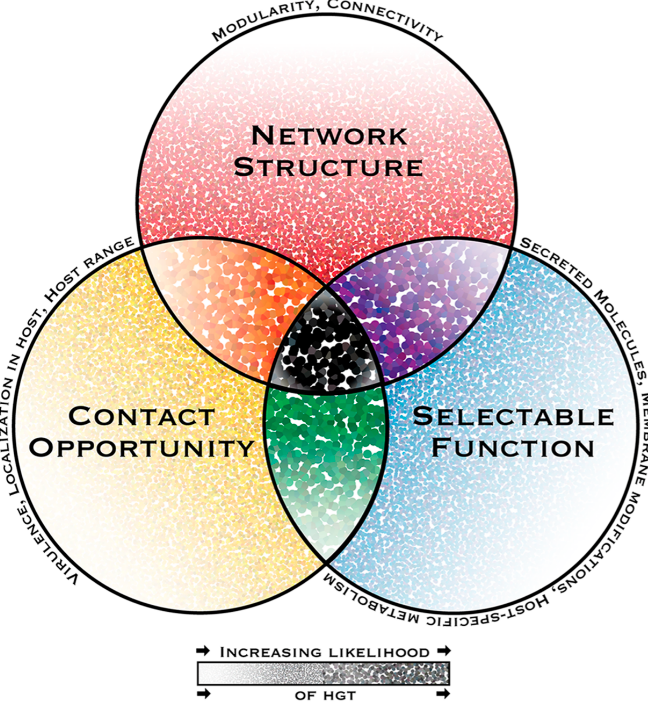 MODULARITY, CONNECTIVITY
NETWORK
STRUCTURE
VIRULENCE, LOCALIZATION IN HOST, HOST RANGE
SECRETED MOLECULES, MEMBRANE MODIFICATIONS, HOST-SPECIFIC METABOLISM
CONTACT
OPPORTUNITY
SELECTABLE
FUNCTION
INCREASING LIKELIHOOD
OF HGT